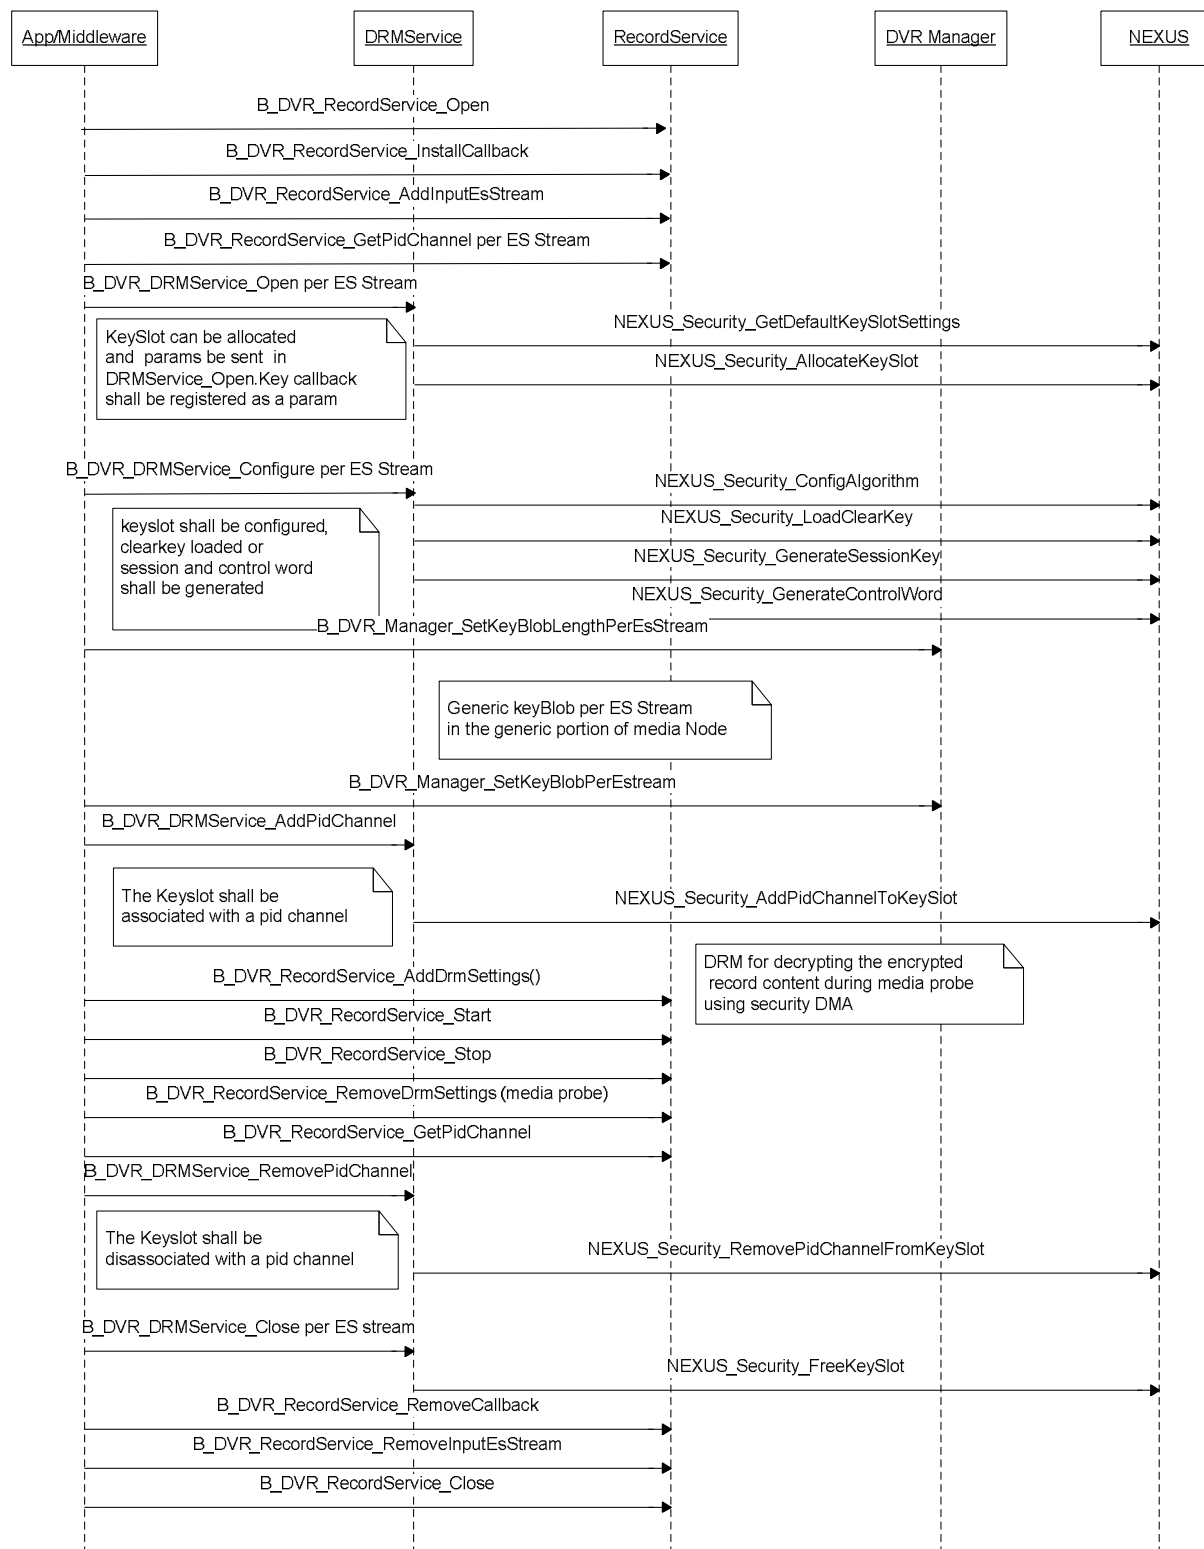 App/Middleware
DRMService
RecordService
DVR Manager
NEXUS
B_DVR_RecordService_Open
B_DVR_RecordService_InstallCallback
B_DVR_RecordService_AddInputEsStream
B_DVR_RecordService_GetPidChannel per ES Stream
B_DVR_DRMService_Open per ES Stream
KeySlot can be allocated
and params be sent in
DRMService_Open.Key callback
shall be registered as a param
NEXUS_Security_GetDefaultKeySlotSettings
NEXUS_Security_AllocateKeySlot
B_DVR_DRMService_Configure per ES Stream
NEXUS_Security_ConfigAlgorithm
keyslot shall be configured,
clearkey loaded or
session and control word
shall be generated
NEXUS_Security_LoadClearKey
NEXUS_Security_GenerateSessionKey
NEXUS_Security_GenerateControlWord
B_DVR_Manager_SetKeyBlobLengthPerEsStream
Generic keyBlob per ES Stream
in the generic portion of media Node
B_DVR_Manager_SetKeyBlobPerEstream
B_DVR_DRMService_AddPidChannel
The Keyslot shall be
associated with a pid channel
NEXUS_Security_AddPidChannelToKeySlot
DRM for decrypting the encrypted
record content during media probe
using security DMA
B_DVR_RecordService_AddDrmSettings()
B_DVR_RecordService_Start
B_DVR_RecordService_Stop
B_DVR_RecordService_RemoveDrmSettings (media probe)
B_DVR_RecordService_GetPidChannel
B_DVR_DRMService_RemovePidChannel
The Keyslot shall be
disassociated with a pid channel
NEXUS_Security_RemovePidChannelFromKeySlot
B_DVR_DRMService_Close per ES stream
NEXUS_Security_FreeKeySlot
B_DVR_RecordService_RemoveCallback
B_DVR_RecordService_RemoveInputEsStream
B_DVR_RecordService_Close